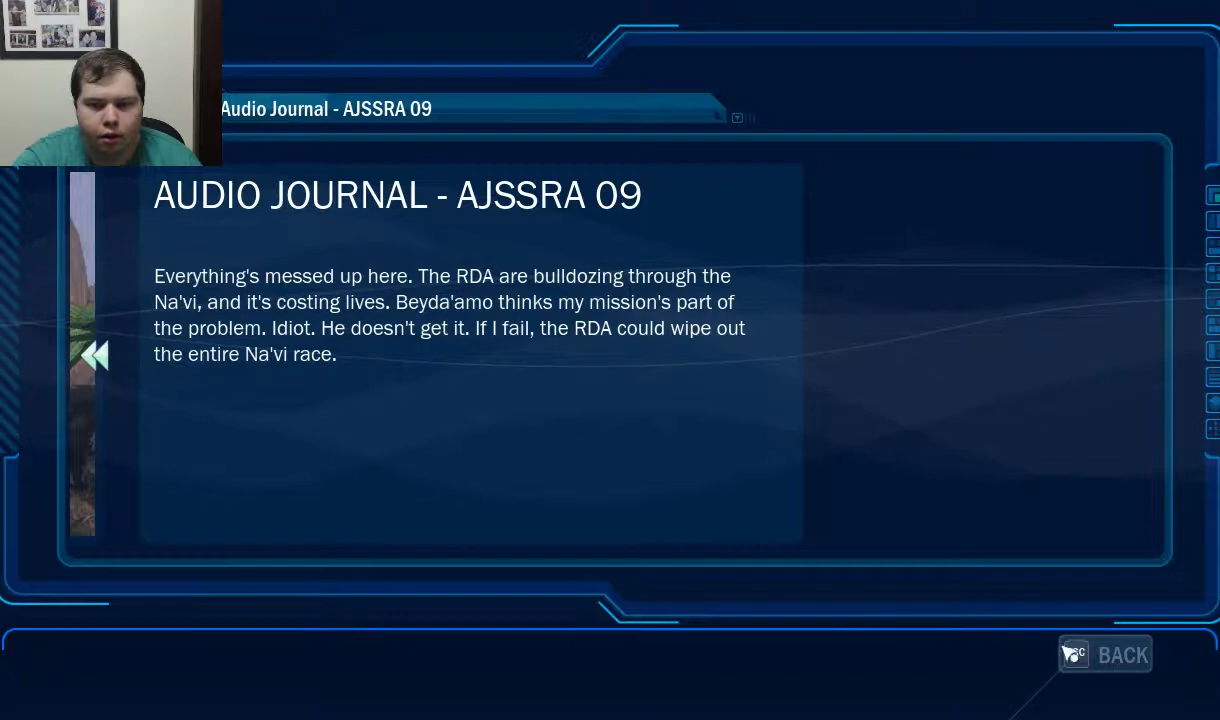 Audio Journal - AJSSRA 09
AUDIO JOURNAL - AJSSRA 09
Everything's messed up here. The RDA are bulldozing through the
Na'vi, and it's costing lives. Beyda'amo thinks my mission's part of
the problem. Idiot. He doesn't get it. If I fail, the RDA could wipe out
the entire Na'vi race.
BACK